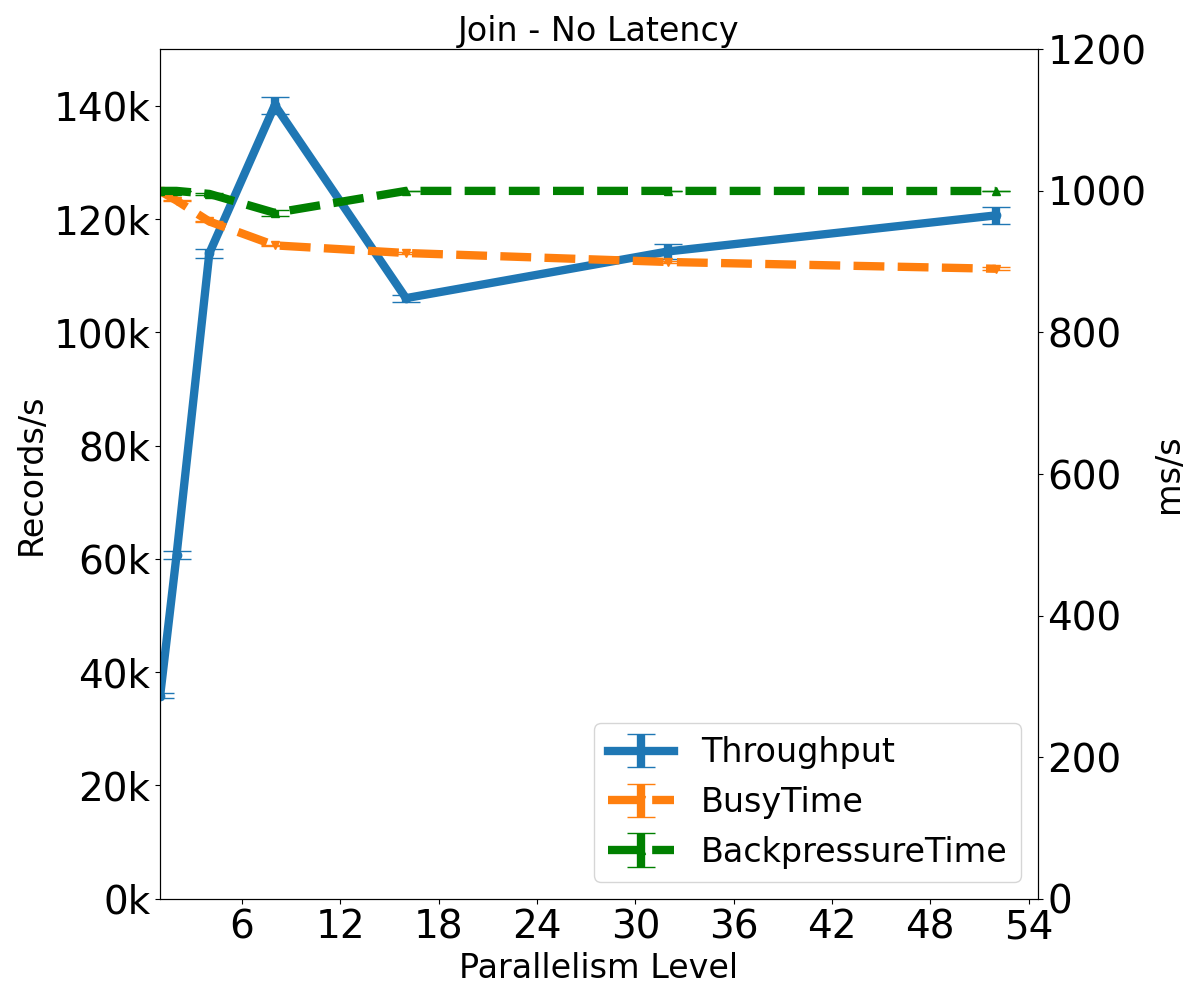 Join - No Latency
140k
120k
100k
80k
60k
40k
20k
0k
Records/s
1200
1000
800
600
400
200
0
ms/s
Throughput
BusyTime
BackpressureTime
6 12 18 24 30 36 42 48 54
Parallelism Level